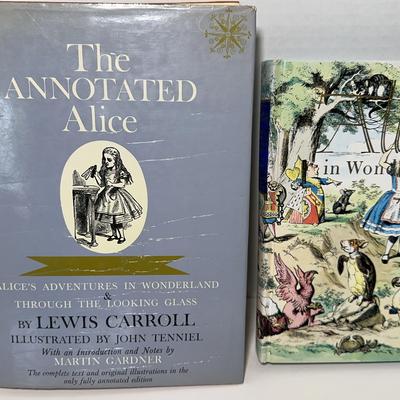 The
ANNOTATED
Alice
ALICE'S ADVENTURES IN WONDERLAND
&
THROUGH THE LOOKING GLASS
BY LEWIS CARROLL
ILLUSTRATED BY JOHN TENNIEL
With an Introduction and Notes by
MARTIN GARDNER
The complete text and original illustrations in the
only fully annotated edition
in Won